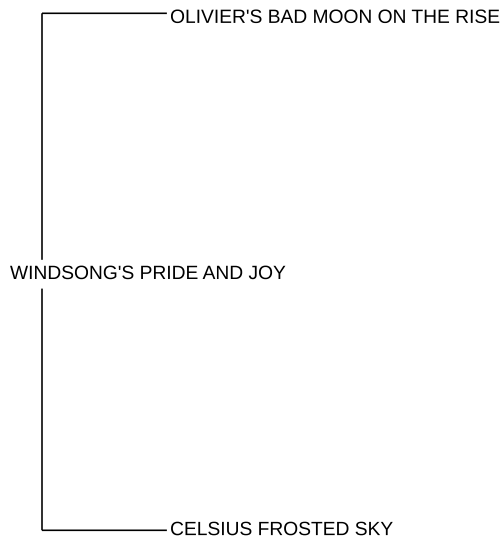 OLIVIER'S BAD MOON ON THE RISE
WINDSONG'S PRIDE AND JOY
CELSIUS FROSTED SKY